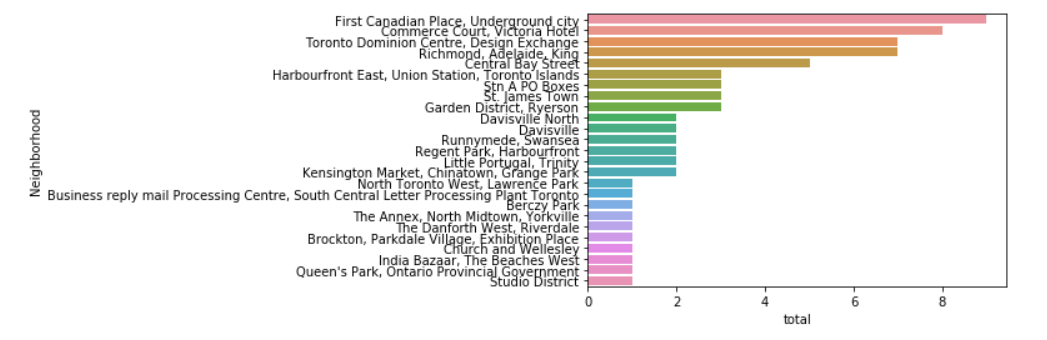 First Canadian Place, Underground city
Commerce Court, Victoria Hotel
Toronto Dominion Centre, Design Exchange
Richmond, Adelaide, King
Central Bay Street
Harbourfront East, Union Station, Toronto Islands
Stn A PO Boxes
St. James Town
Garden District, Ryerson
Davisville North
Davisville
Runnymede, Swansea
Regent Park, Harbourfront
Little Portugal, Trinity
Kensington Market, Chinatown, Grange Park
North Toronto West, Lawrence Park
Business reply mail Processing Centre, South Central Letter Processing Plant Toronto
Berczy Park
The Annex, North Midtown, Yorkville
The Danforth West, Riverdale
Brockton, Parkdale Village, Exhibition Place
Church and Wellesley
India Bazaar, The Beaches West
Queen's Park, Ontario Provincial Government
Studio District
Neighborhood
0 2 4 6 8
total